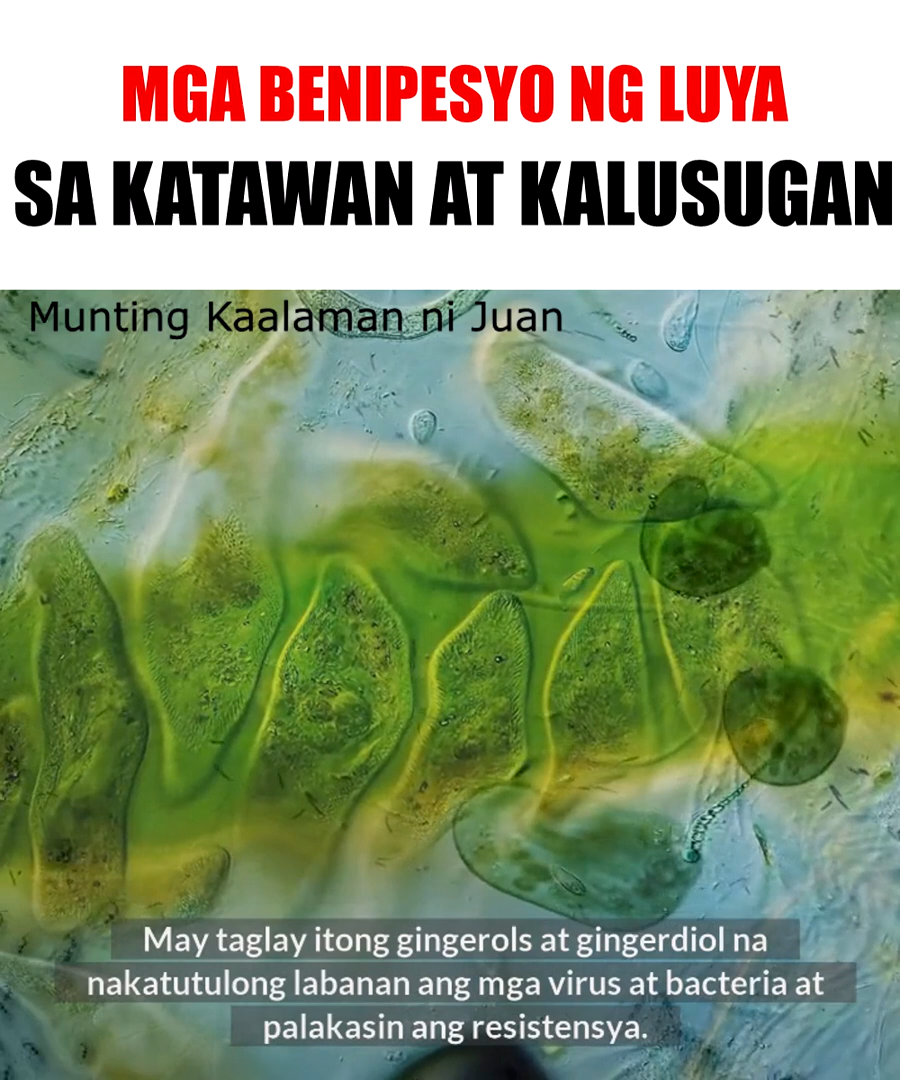 MGA BENIPESYO NG LUYA
SA KATAWAN AT KALUSUGAN
Munting Kaalaman ni Juan
May taglay itong gingerols at gingerdiol na
nakatutulong labanan ang mga virus at bacteria at
palakasin ang resistensya.